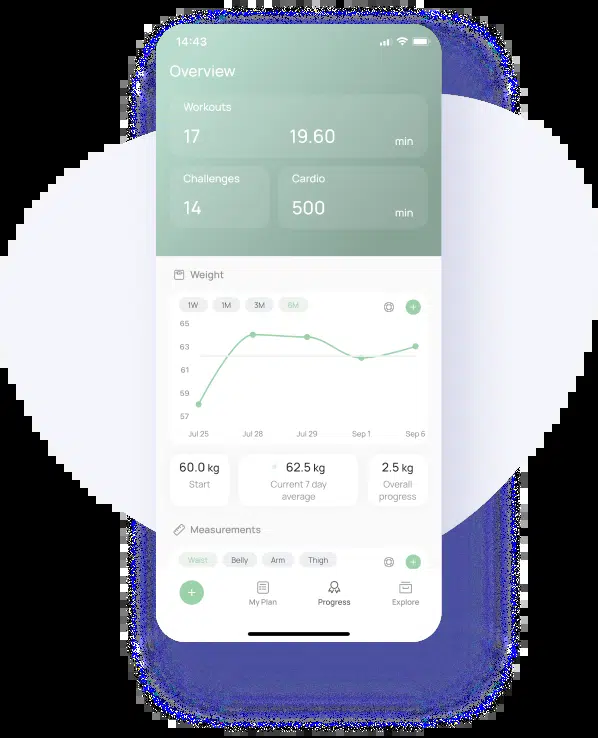 14:43
Overview
Workouts
17 19.60 min
Challenges Cardio
14 500 min
Weight
1W 1M 3M 6M
65
63
61
59
57
Jul 25 Jul 28 Jul 29 Sep 1 Sep 6
60.0 kg 62.5 kg 2.5 kg
Start Current 7 day Overall
average progress
Measurements
Waist Belly Arm Thigh
My Plan Progress Explore